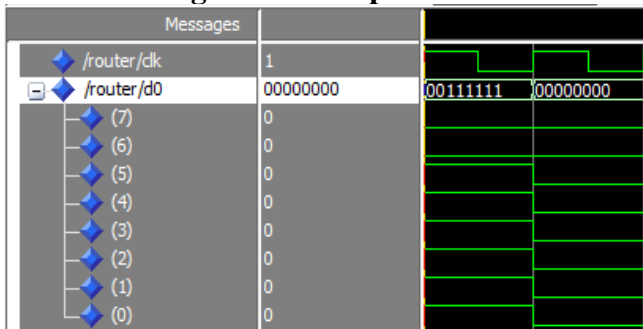 Messages
/router/clk 1
/router/d0 00000000 00111111 00000000
(7) 0
(6) 0
(5) 0
(4) 0
(3) 0
(2) 0
(1) 0
(0) 0